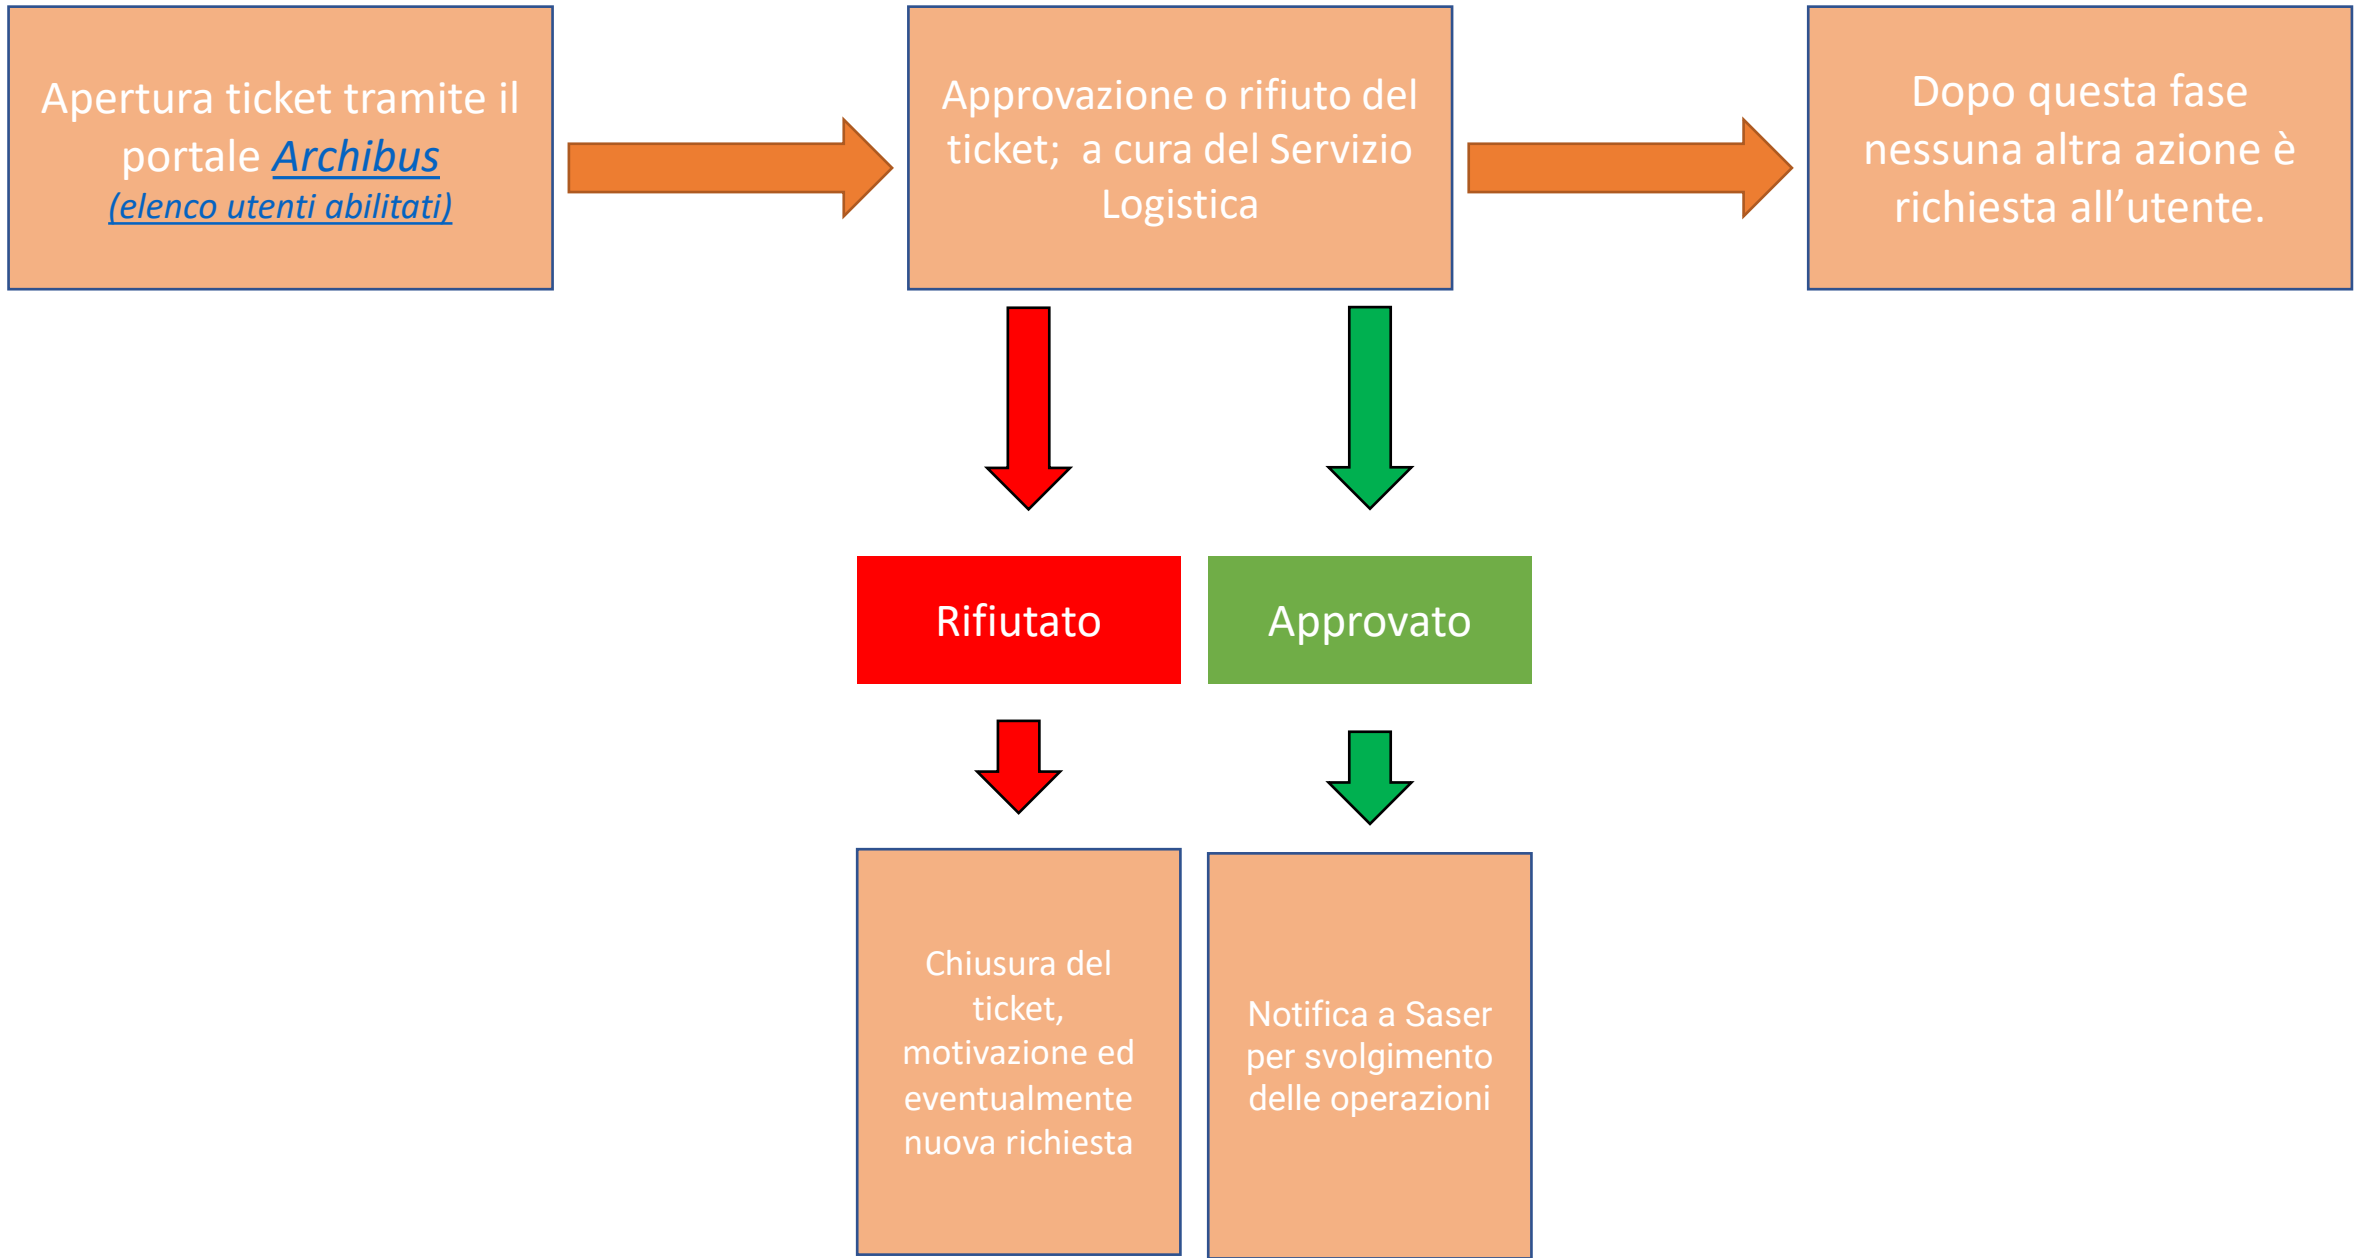 Apertura ticket tramite il
portale Archibus
(elenco utenti abilitati)
Approvazione o rifiuto del
ticket;  a cura del Servizio
Logistica
Dopo questa fase
nessuna altra azione è
richiesta all’utente.
Rifiutato
Approvato
Chiusura del
ticket,
motivazione ed
eventualmente
nuova richiesta
Notifica a Saser
per svolgimento
delle operazioni